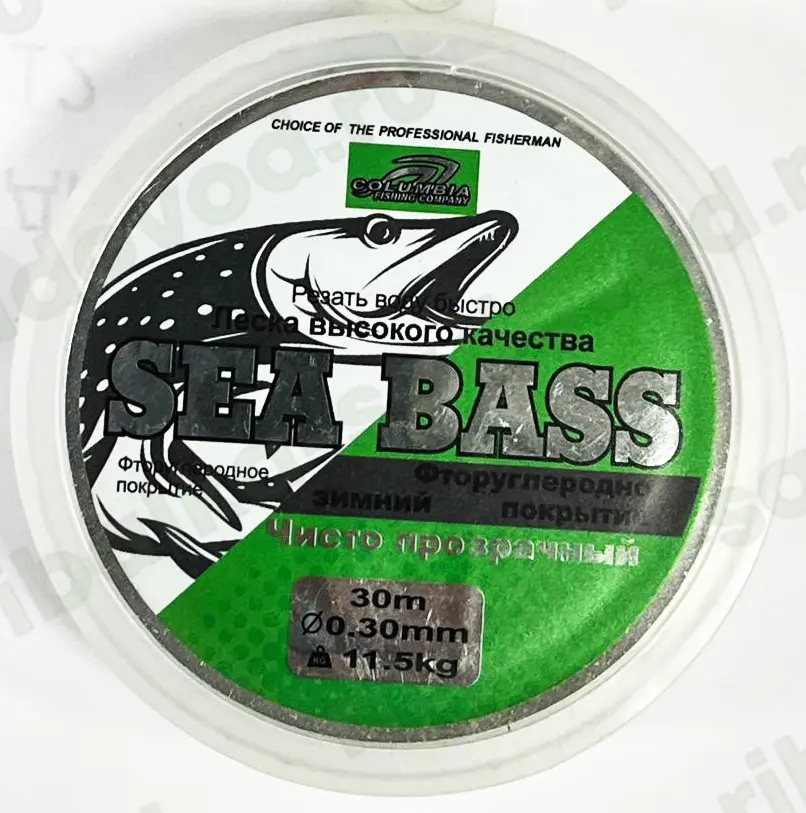 CHOICE OF THE PROFESSIONAL FISHERMAN
COLUMBIA
FISHING COMPANY
Резать воду быстро
Леска высокого качества
SEA BASS
Фторуглеродное
покрытие
Фторуглеродно
зимний покрыти
Чисто прозрачный
30m
Ø0.30mm
KG 11.5kg